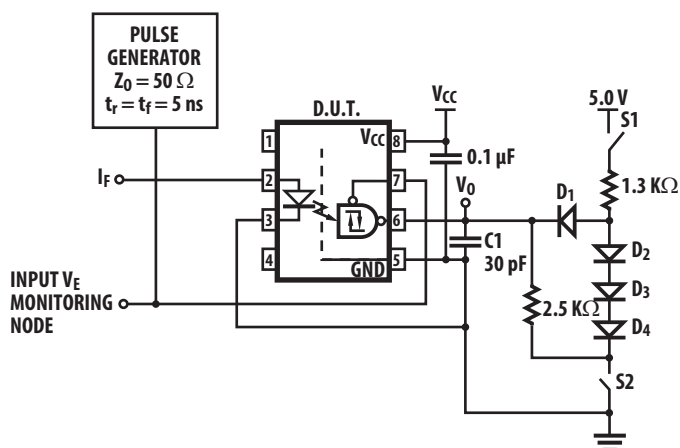 PULSE
GENERATOR
Z0 = 50 Ω
tr = tf = 5 ns
D.U.T.
VCC
5.0 V
S1
1
VCC
8
0.1 µF
IF
2
7
VO
D1
1.3 KΩ
3
6
C1
30 pF
D2
4
GND
5
D3
INPUT VE
MONITORING
NODE
2.5 KΩ
D4
S2